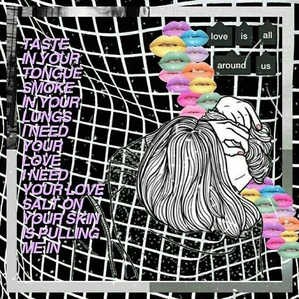 TASTE
IN YOUR
TONGUE
SMOKE
IN YOUR
LUNGS
I NEED
YOUR
LOVE
I NEED
YOUR LOVE
SALT ON
YOUR SKIN
IS PULLING
ME IN
love is all
around us